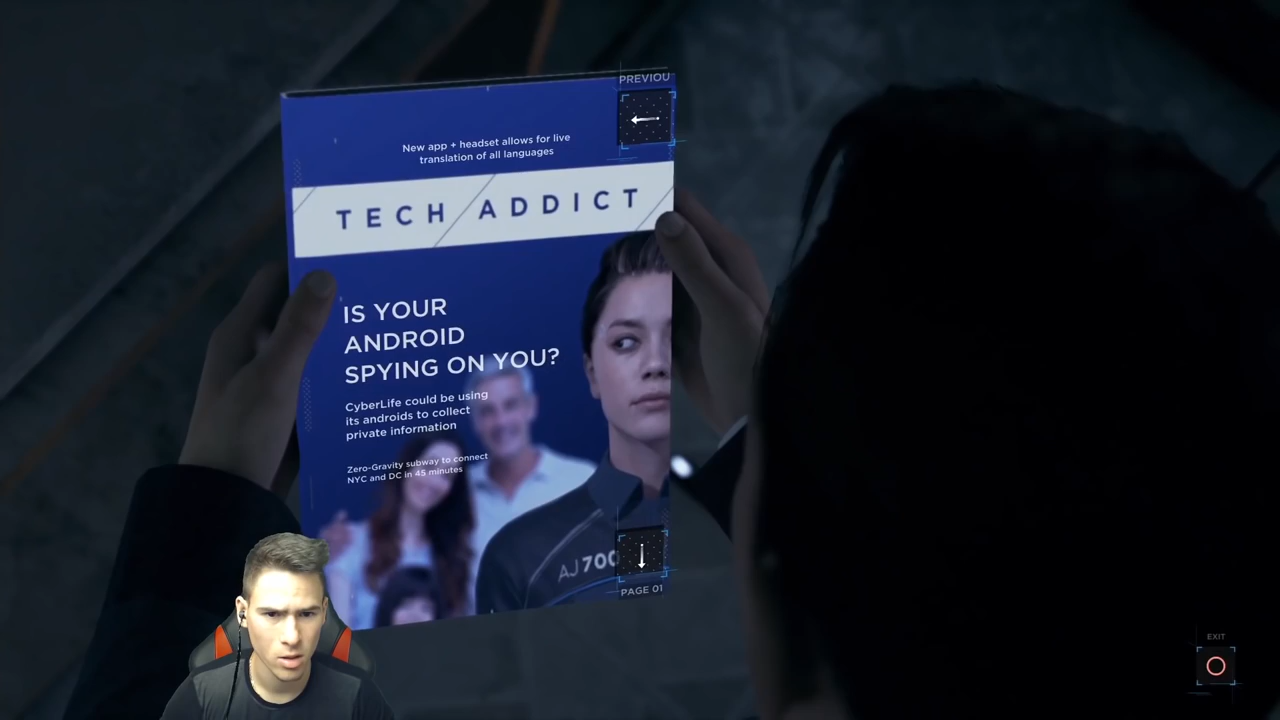 PREVIOU
New app + headset allows for live
translation of all languages
TECH ADDICT
IS YOUR
ANDROID
SPYING ON YOU?
CyberLife could be using
its androids to collect
private information
Zero-Gravity subway to connect
NYC and DC in 45 minutes
AJ700
PAGE 01
EXIT